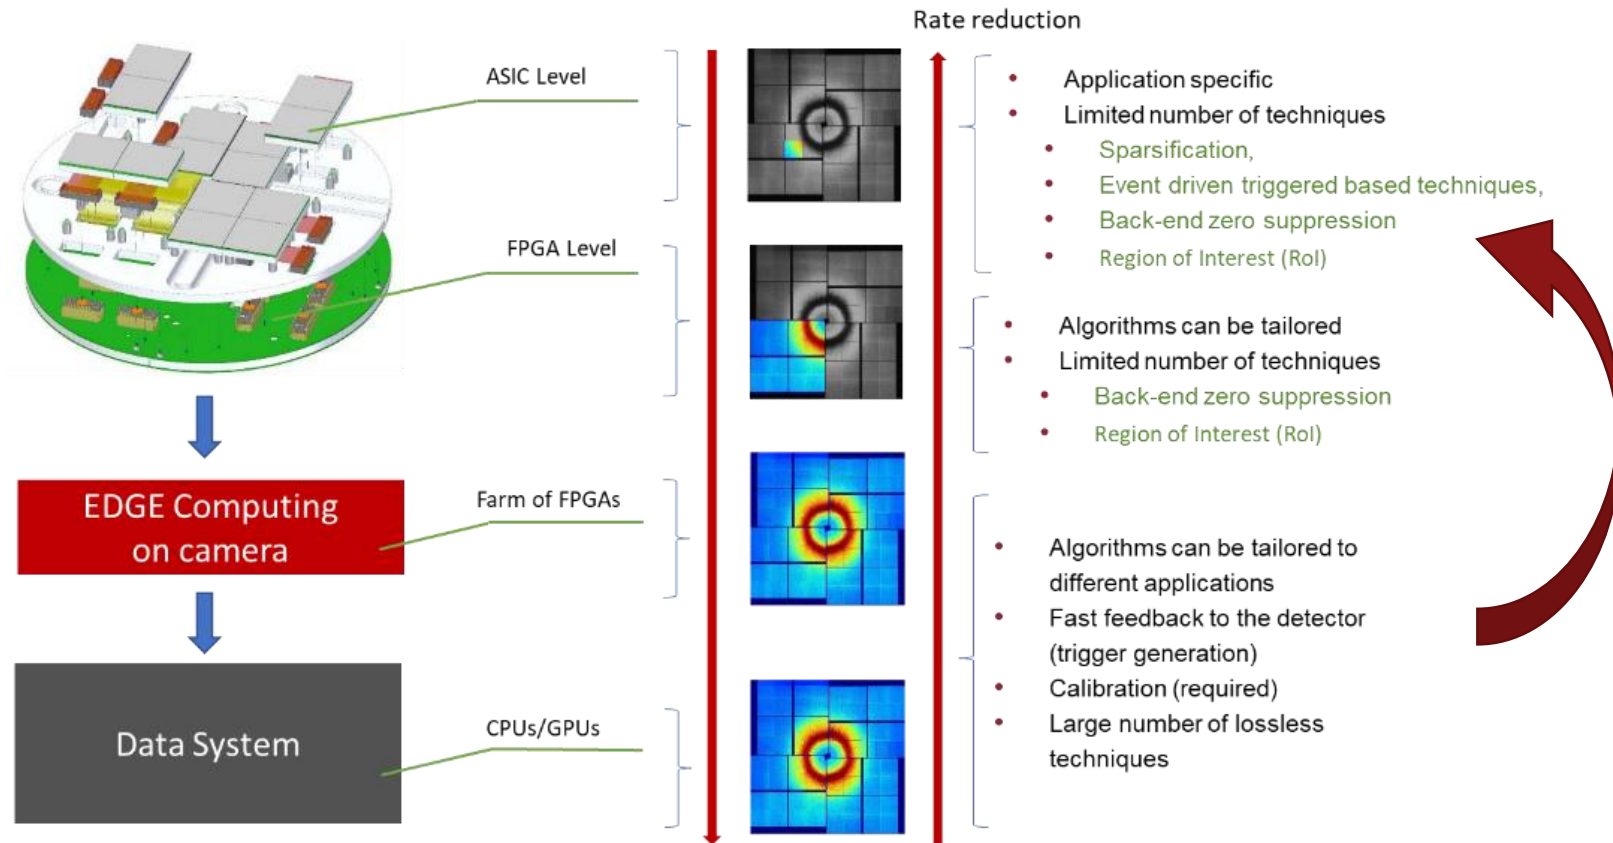 Rate reduction
ASIC Level
FPGA Level
EDGE Computing
on camera
Farm of FPGAs
Data System
CPUs/GPUs
• Application specific
• Limited number of techniques
• Sparsification,
• Event driven triggered based techniques,
• Back-end zero suppression
• Region of Interest (RoI)
• Algorithms can be tailored
• Limited number of techniques
• Back-end zero suppression
• Region of Interest (RoI)
• Algorithms can be tailored to
different applications
• Fast feedback to the detector
(trigger generation)
• Calibration (required)
• Large number of lossless
techniques